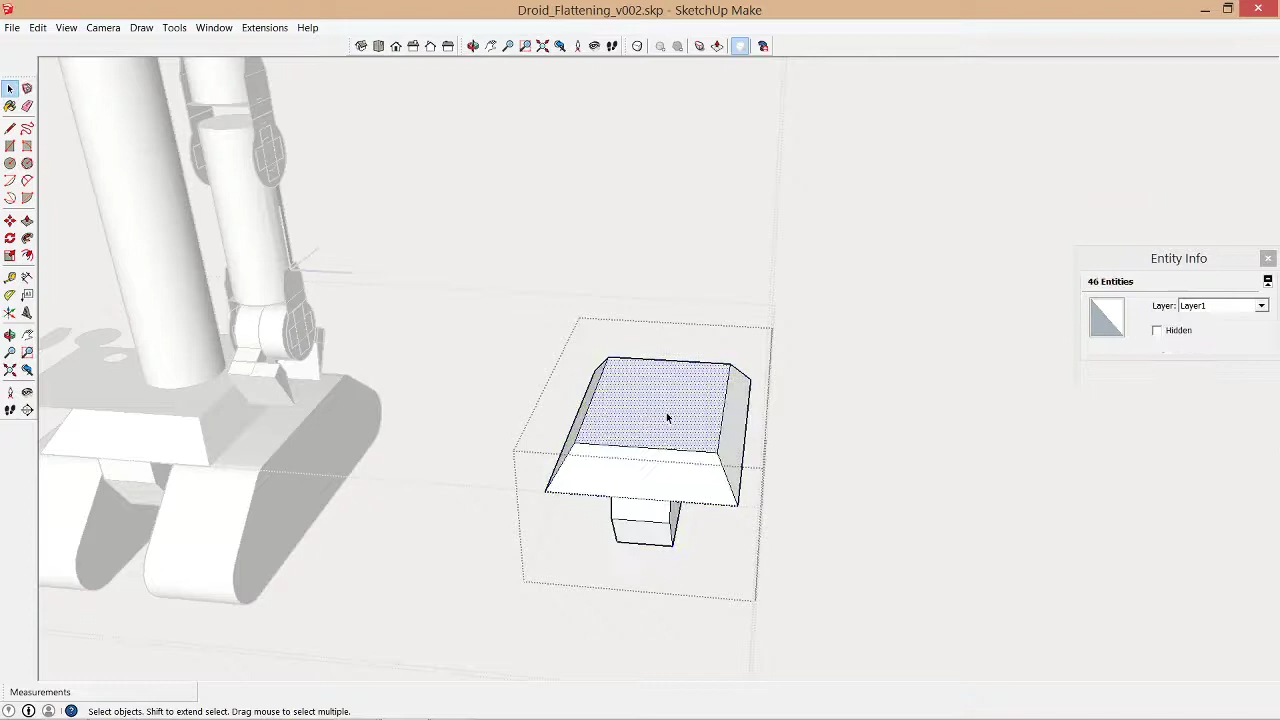 Droid_Flattening_v002.skp - SketchUp Make
File Edit View Camera Draw Tools Window Extensions Help
Entity Info
46 Entities
Layer: Layer1
Hidden
Measurements
Select objects. Shift to extend select. Drag mouse to select multiple.